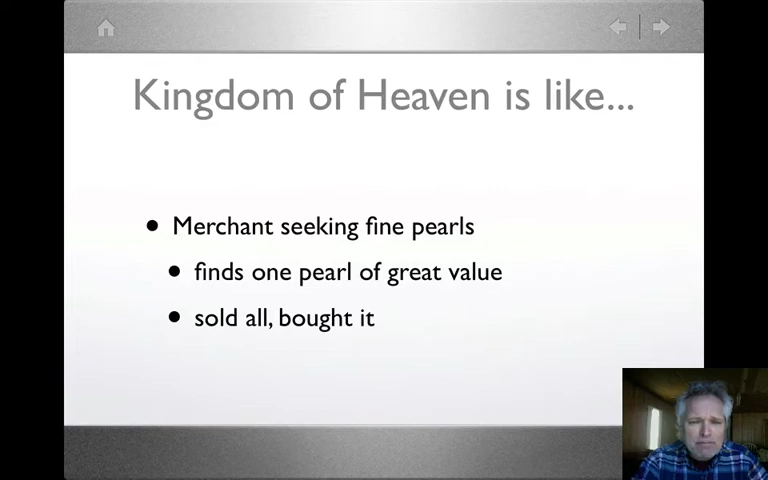 Kingdom of Heaven is like...
Merchant seeking fine pearls
finds one pearl of great value
sold all, bought it